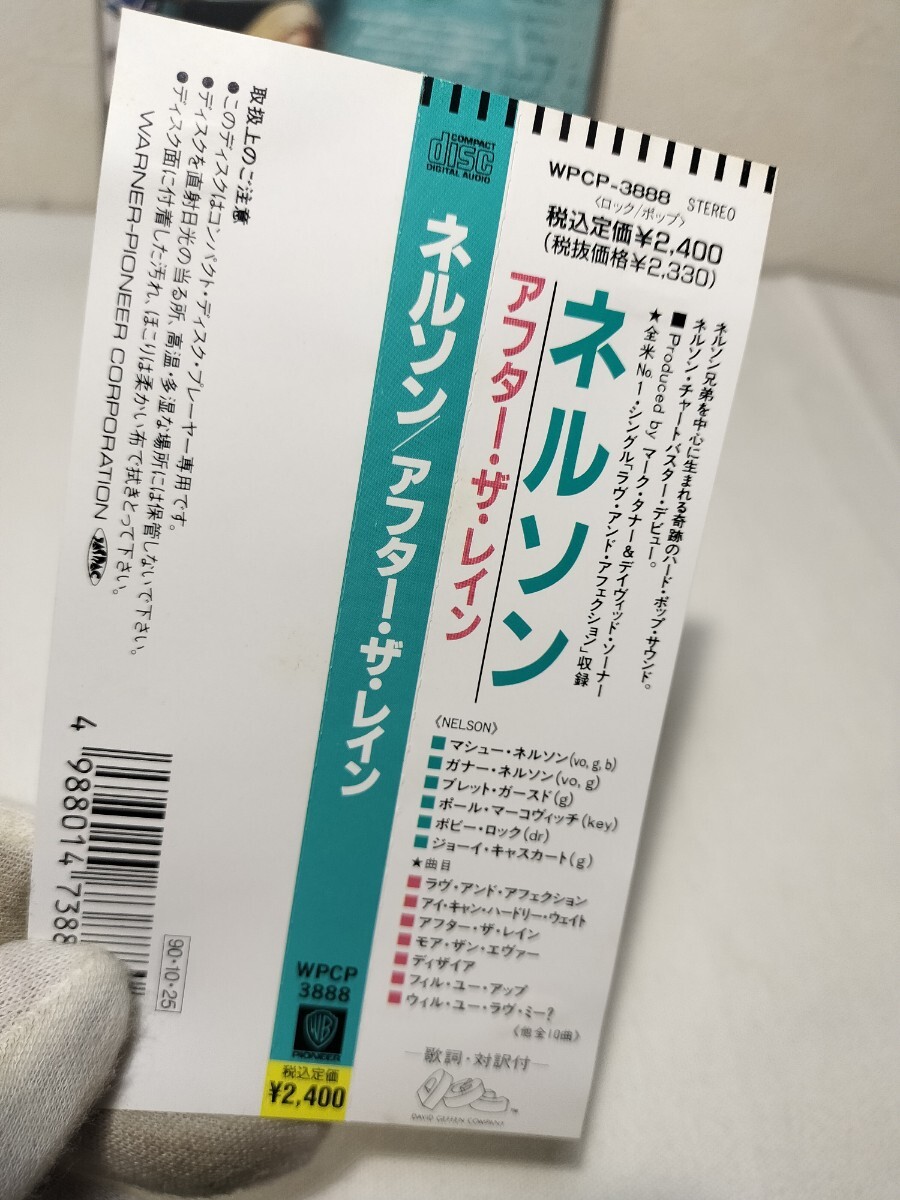 WPCP-3888 STEREO
〈ロック/ポップ〉
税込定価¥2,400
(税抜価格¥2,330)
ネルソン兄弟を中心に生まれる奇跡のハード・ポップ・サウンド。
ネルソン・チャートバスター・デビュー。
■Produced by マーク・タナー&デイヴィッド・ソーナー
★全米No.1・シングル「ラヴ・アンド・アフェクション」収録
ネルソン
アフター・ザ・レイン
《NELSON》
■マシュー・ネルソン(vo, g, b)
■ガナー・ネルソン(vo, g)
■ブレット・ガースド(g)
■ポール・マーコヴィッチ(key)
■ボビー・ロック(dr)
■ジョーイ・キャスカート(g)
★曲目
■ラヴ・アンド・アフェクション
■アイ・キャン・ハードリー・ウェイト
■アフター・ザ・レイン
■モア・ザン・エヴァー
■ディザイア
■フィル・ユー・アップ
■ウィル・ユー・ラヴ・ミー?
《他全10曲》
—歌詞・対訳付—
DAVID GEFFEN COMPANY
TM
COMPACT
disc
DIGITAL AUDIO
ネルソン/アフター・ザ・レイン
WPCP
3888
WB
PIONEER
税込定価
¥2,400
取扱上のご注意
●このディスクはコンパクト・ディスク・プレーヤー専用です。
●ディスクを直射日光の当る所、高温・多湿な場所には保管しないで下さい。
●ディスク面に付着した汚れ、ほこりは柔かい布で拭きとって下さい。
WARNER-PIONEER CORPORATION
4 988014 7388
90・10・25